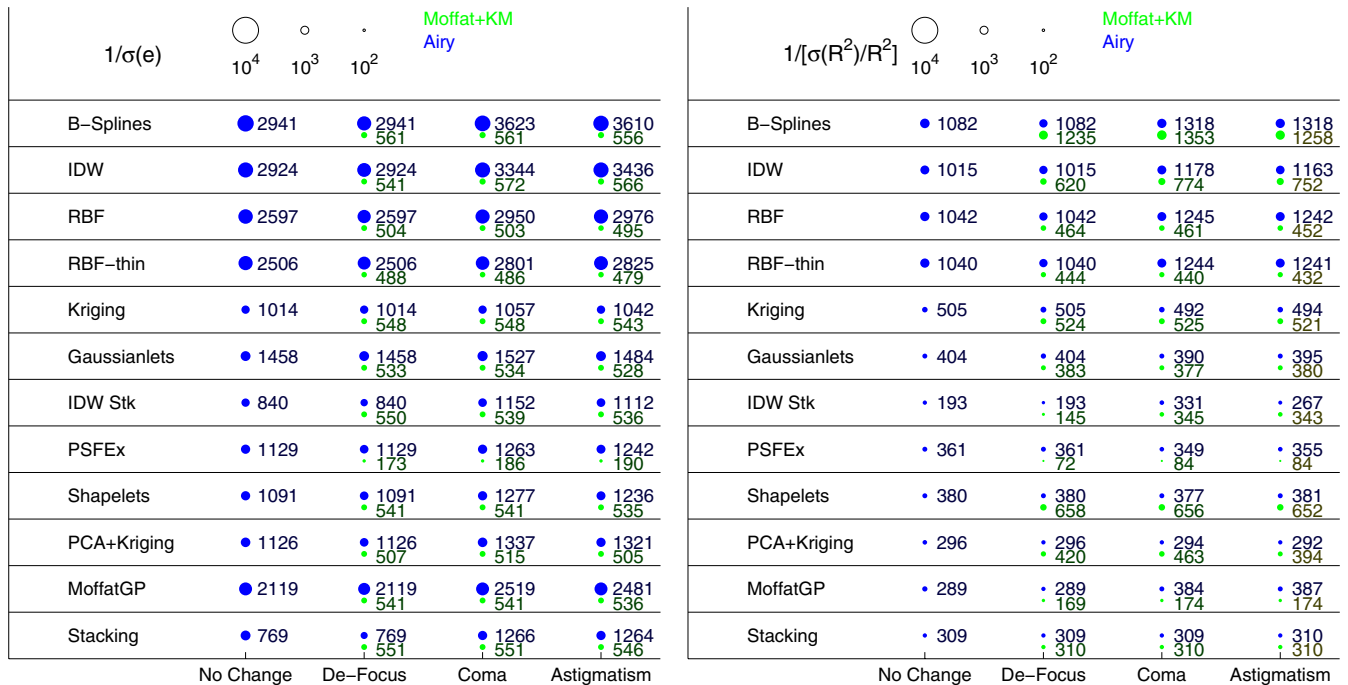 1/σ(e) 10^4 10^3 10^2 Moffat+KM
Airy
B−Splines 2941 2941 3623 3610
561 561 556
IDW 2924 2924 3344 3436
541 572 566
RBF 2597 2597 2950 2976
504 503 495
RBF−thin 2506 2506 2801 2825
488 486 479
Kriging 1014 1014 1057 1042
548 548 543
Gaussianlets 1458 1458 1527 1484
533 534 528
IDW Stk 840 840 1152 1112
550 539 536
PSFEx 1129 1129 1263 1242
173 186 190
Shapelets 1091 1091 1277 1236
541 541 535
PCA+Kriging 1126 1126 1337 1321
507 515 505
MoffatGP 2119 2119 2519 2481
541 541 536
Stacking 769 769 1266 1264
551 551 546
No Change De−Focus Coma Astigmatism
1/[σ(R^2)/R^2] 10^4 10^3 10^2 Moffat+KM
Airy
B−Splines 1082 1082 1318 1318
1235 1353 1258
IDW 1015 1015 1178 1163
620 774 752
RBF 1042 1042 1245 1242
464 461 452
RBF−thin 1040 1040 1244 1241
444 440 432
Kriging 505 505 492 494
524 525 521
Gaussianlets 404 404 390 395
383 377 380
IDW Stk 193 193 331 267
145 345 343
PSFEx 361 361 349 355
72 84 84
Shapelets 380 380 377 381
658 656 652
PCA+Kriging 296 296 294 292
420 463 394
MoffatGP 289 289 384 387
169 174 174
Stacking 309 309 309 310
310 310 310
No Change De−Focus Coma Astigmatism